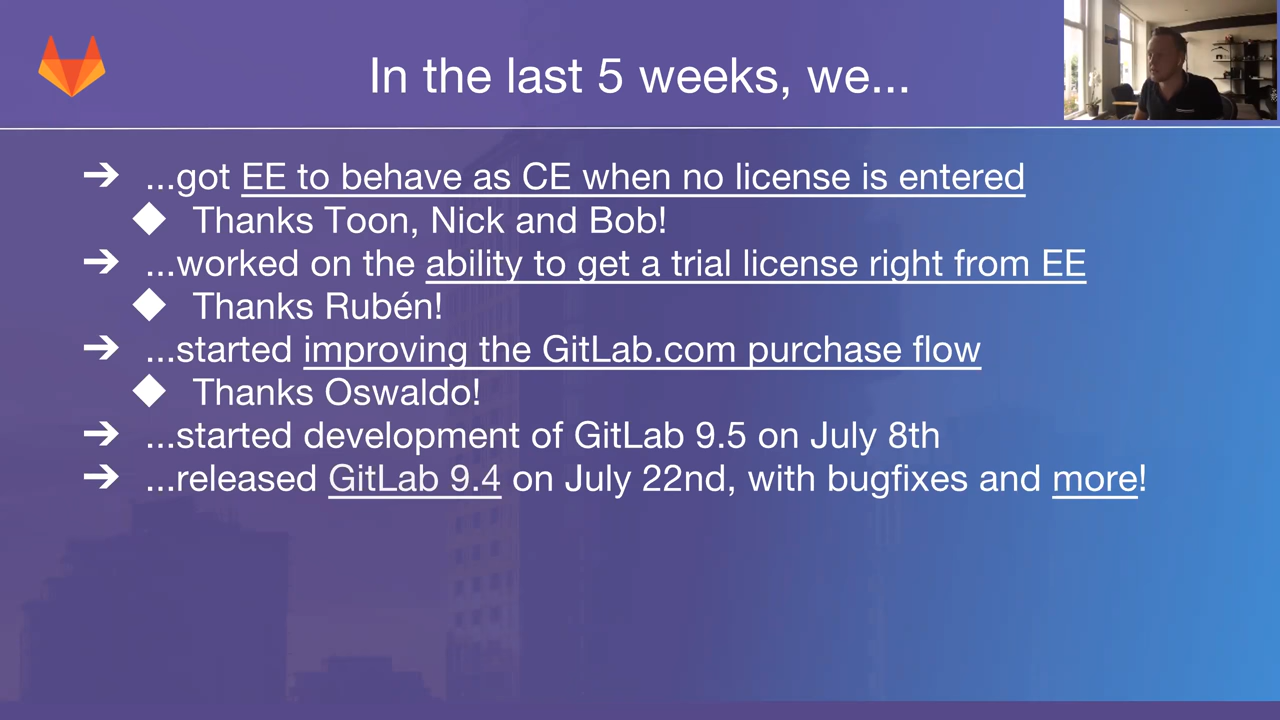 In the last 5 weeks, we...
➔ ...got EE to behave as CE when no license is entered
◆ Thanks Toon, Nick and Bob!
➔ ...worked on the ability to get a trial license right from EE
◆ Thanks Rubén!
➔ ...started improving the GitLab.com purchase flow
◆ Thanks Oswaldo!
➔ ...started development of GitLab 9.5 on July 8th
➔ ...released GitLab 9.4 on July 22nd, with bugfixes and more!